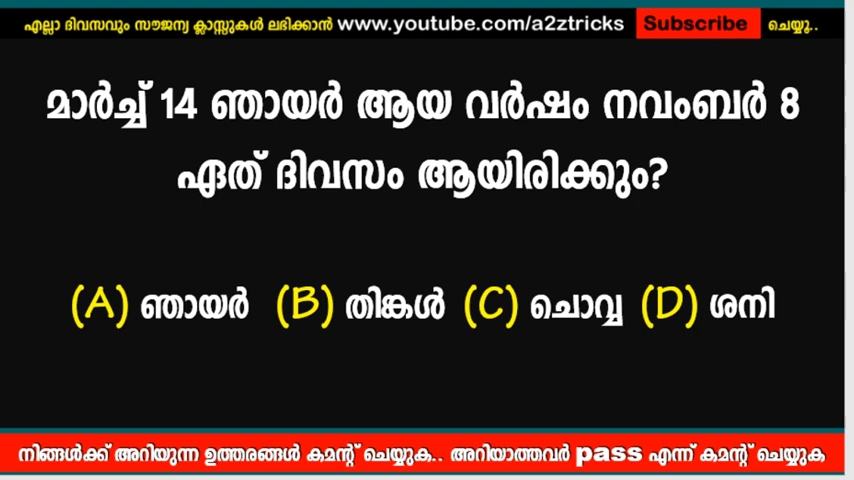 എല്ലാ ദിവസവും സൗജന്യ ക്ലാസ്സുകൾ ലഭിക്കാൻ www.youtube.com/a2ztricks Subscribe ചെയ്യൂ..
മാർച്ച് 14 ഞായർ ആയ വർഷം നവംബർ 8
ഏത് ദിവസം ആയിരിക്കും?
(A) ഞായർ (B) തിങ്കൾ (C) ചൊവ്വ (D) ശനി
നിങ്ങൾക്ക് അറിയുന്ന ഉത്തരങ്ങൾ കമന്റ് ചെയ്യുക.. അറിയാത്തവർ pass എന്ന് കമന്റ് ചെയ്യുക